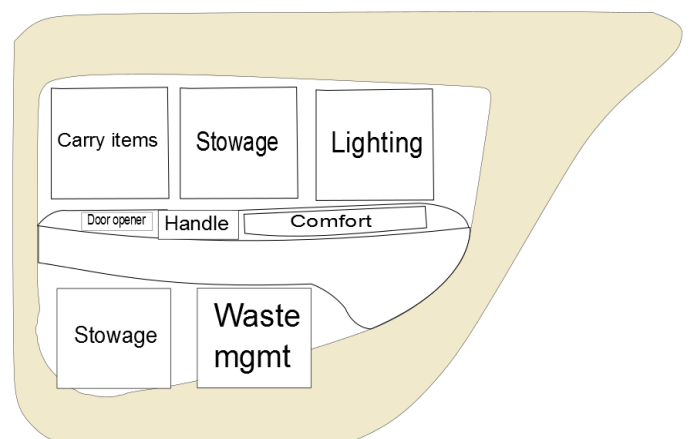 Carry items
Stowage
Lighting
Door opener
Handle
Comfort
Stowage
Waste
mgmt